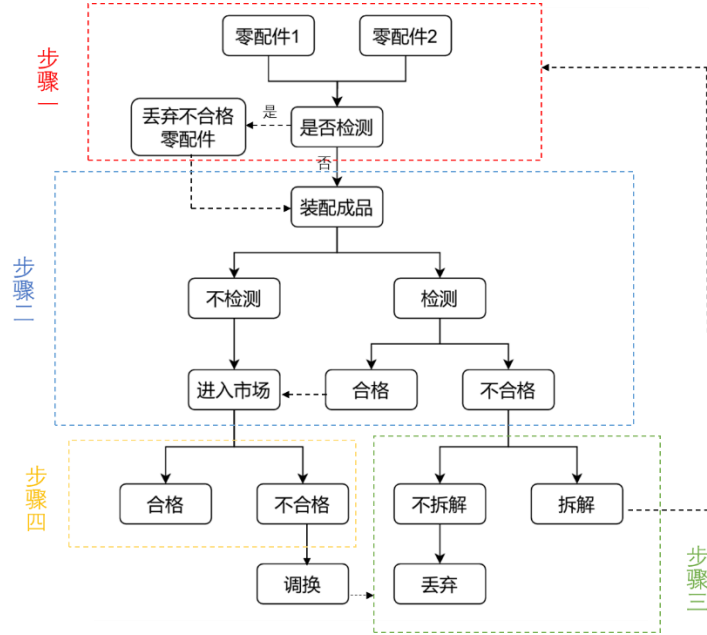 步骤一
零配件1
零配件2
丢弃不合格
零配件
是
是否检测
否
步骤二
装配成品
不检测
检测
进入市场
合格
不合格
步骤四
合格
不合格
不拆解
拆解
步骤三
调换
丢弃